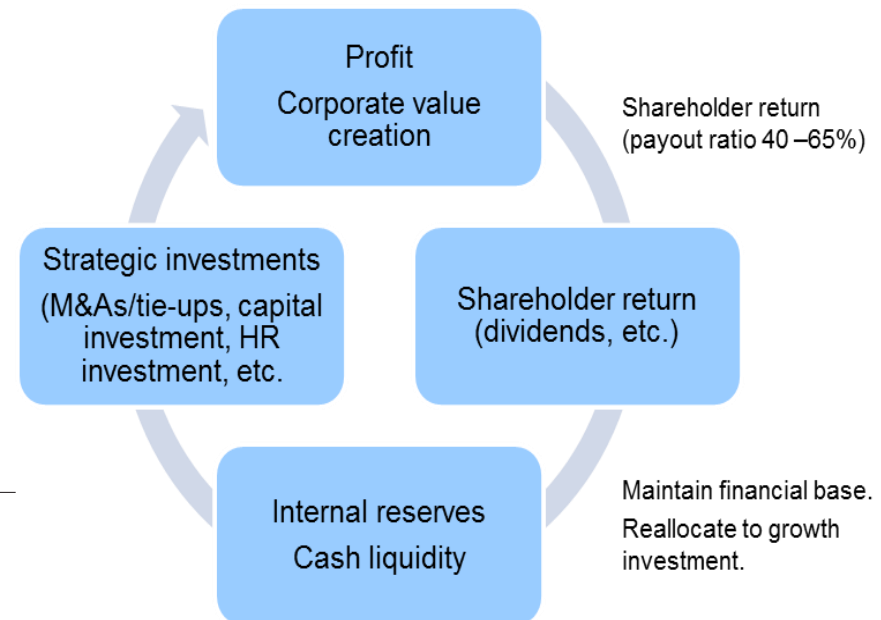 Profit
Corporate value
creation
Shareholder return
(payout ratio 40 –65%)
Strategic investments
(M&As/tie-ups, capital
investment, HR
investment, etc.
Shareholder return
(dividends, etc.)
Internal reserves
Cash liquidity
Maintain financial base.
Reallocate to growth
investment.